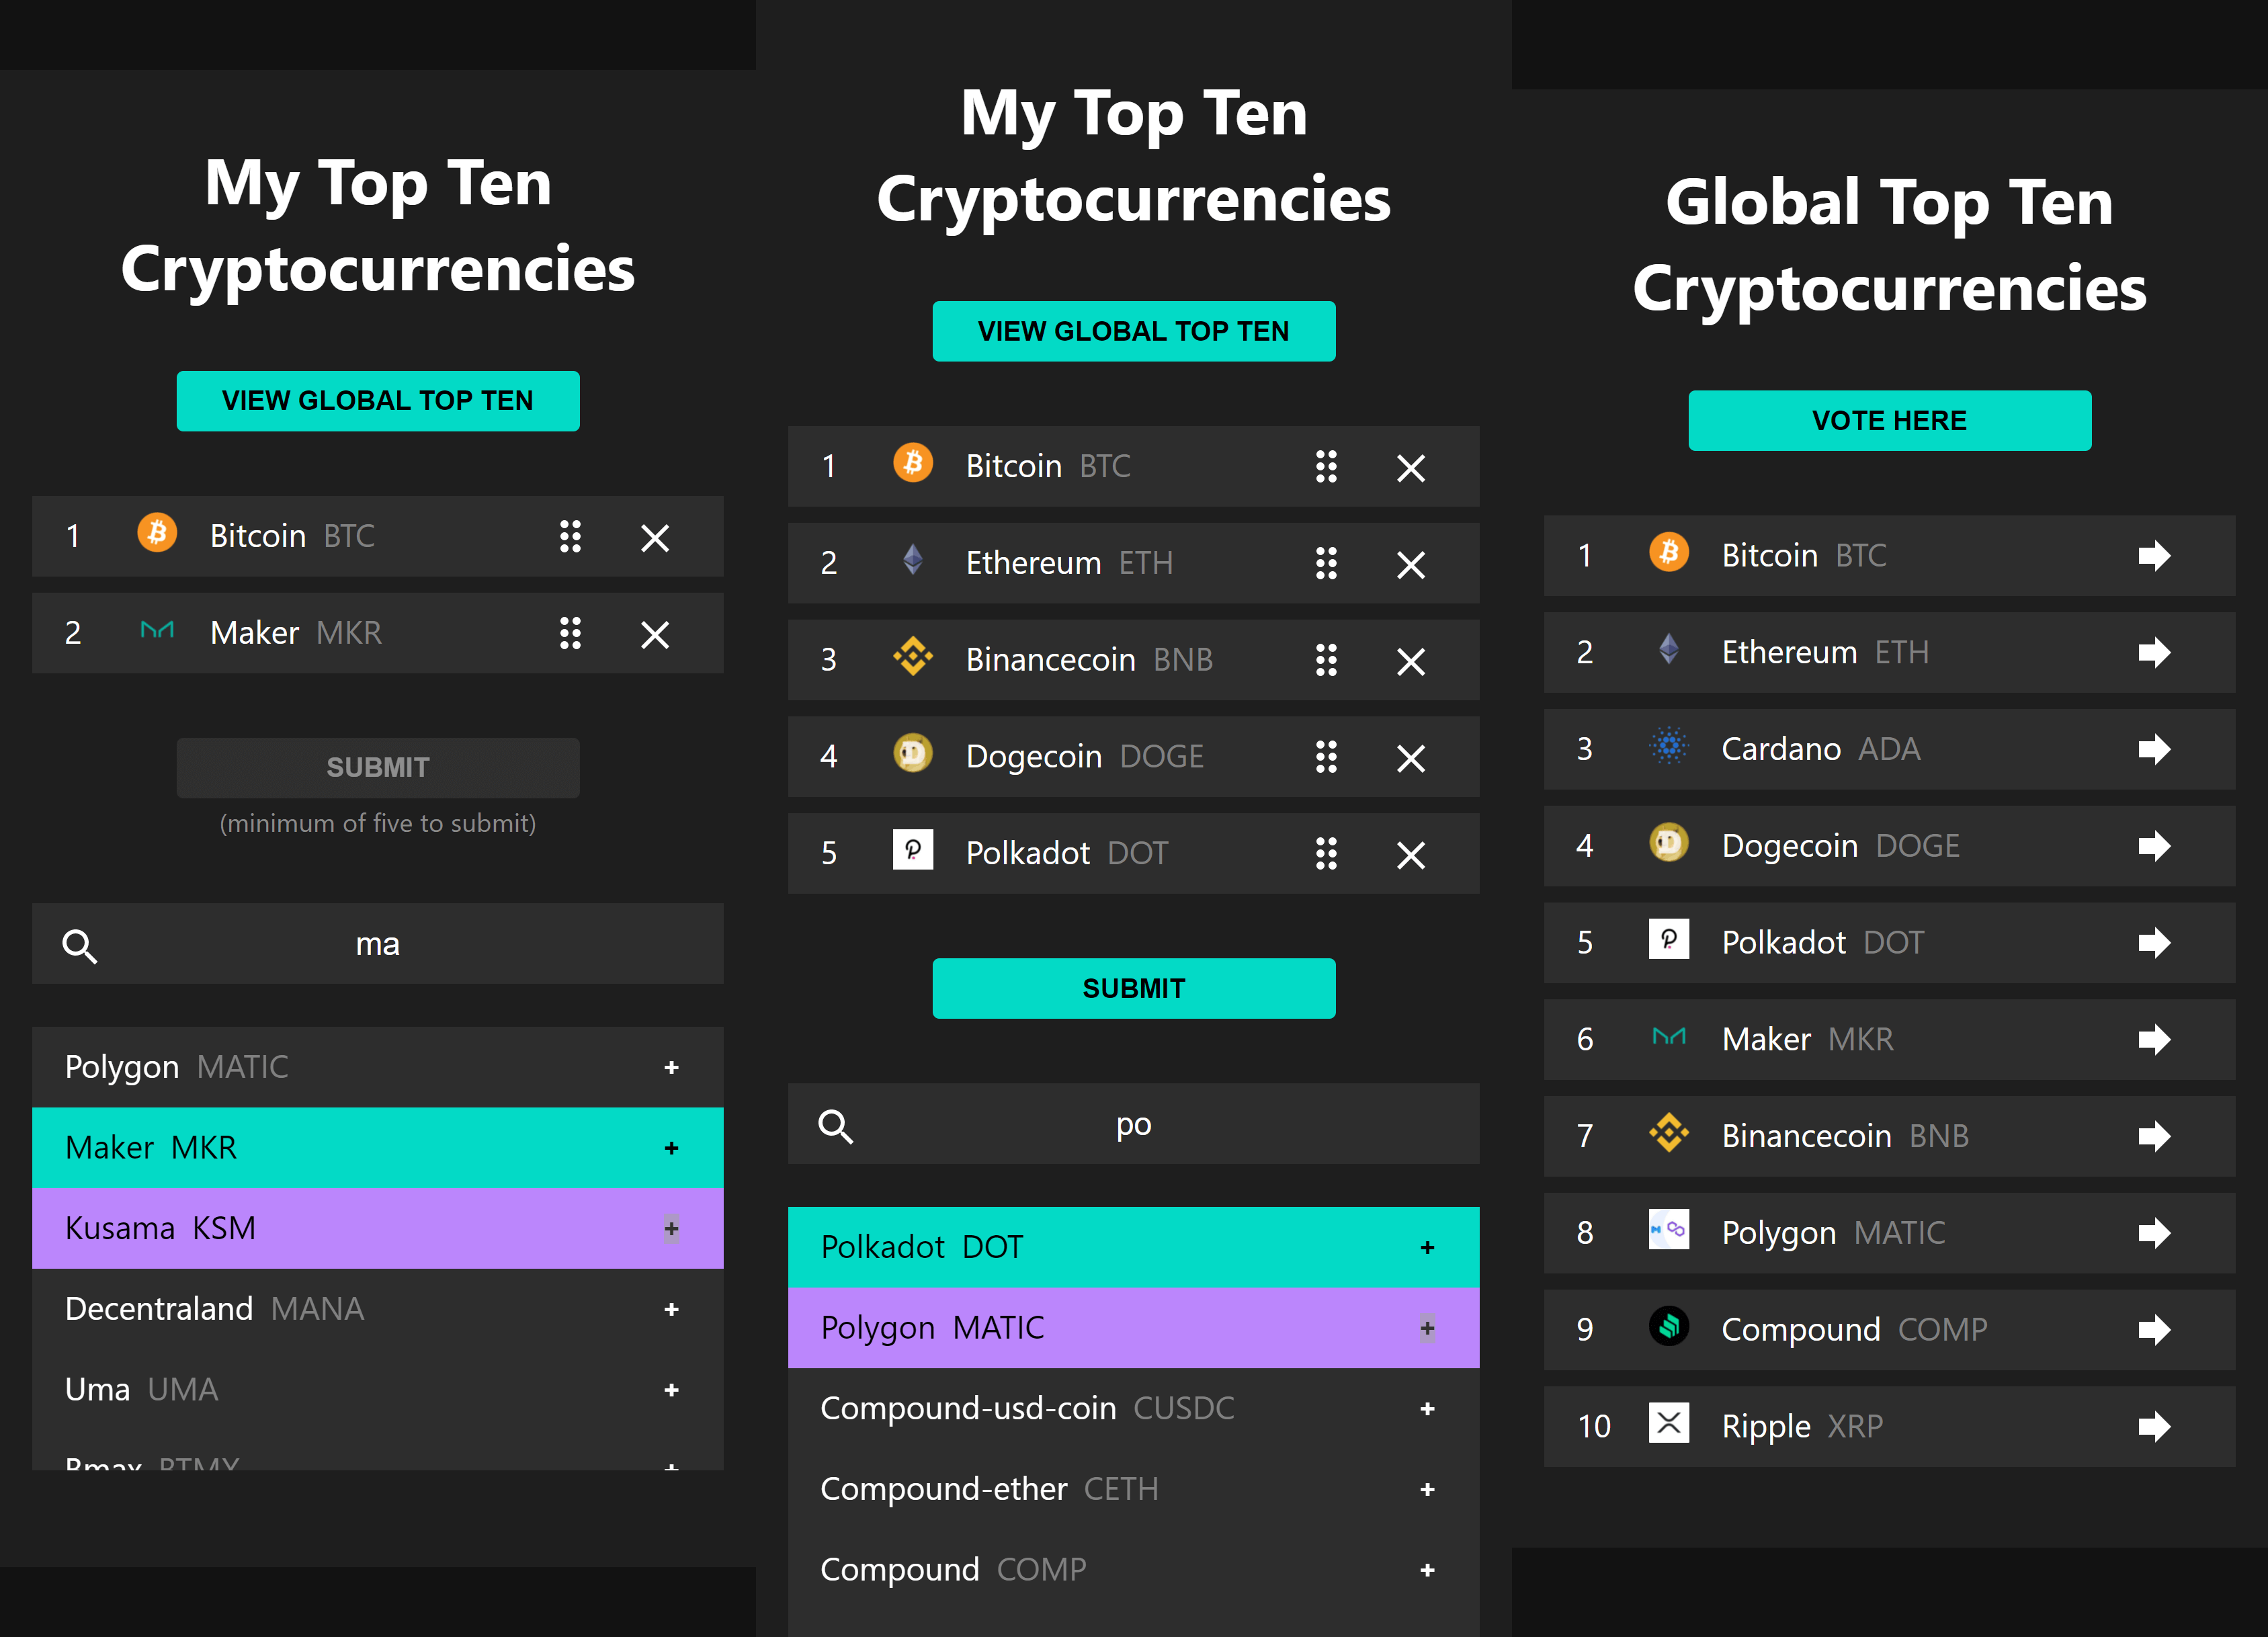 My Top Ten
Cryptocurrencies
VIEW GLOBAL TOP TEN
1 Bitcoin BTC
2 Maker MKR
SUBMIT
(minimum of five to submit)
ma
Polygon MATIC +
Maker MKR +
Kusama KSM +
Decentraland MANA +
Uma UMA +
Bmax BTMX +
My Top Ten
Cryptocurrencies
VIEW GLOBAL TOP TEN
1 Bitcoin BTC
2 Ethereum ETH
3 Binancecoin BNB
4 Dogecoin DOGE
5 Polkadot DOT
SUBMIT
po
Polkadot DOT +
Polygon MATIC +
Compound-usd-coin CUSDC +
Compound-ether CETH +
Compound COMP +
Global Top Ten
Cryptocurrencies
VOTE HERE
1 Bitcoin BTC
2 Ethereum ETH
3 Cardano ADA
4 Dogecoin DOGE
5 Polkadot DOT
6 Maker MKR
7 Binancecoin BNB
8 Polygon MATIC
9 Compound COMP
10 Ripple XRP